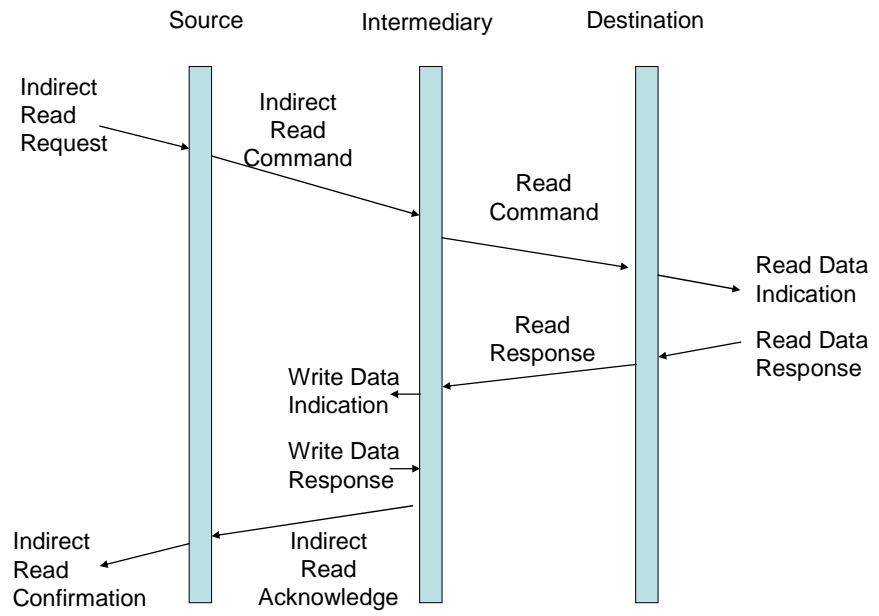 Source
Intermediary
Destination
Indirect
Read
Request
Indirect
Read
Command
Read
Command
Read Data
Indication
Read
Response
Read Data
Response
Write Data
Indication
Write Data
Response
Indirect
Read
Confirmation
Indirect
Read
Acknowledge